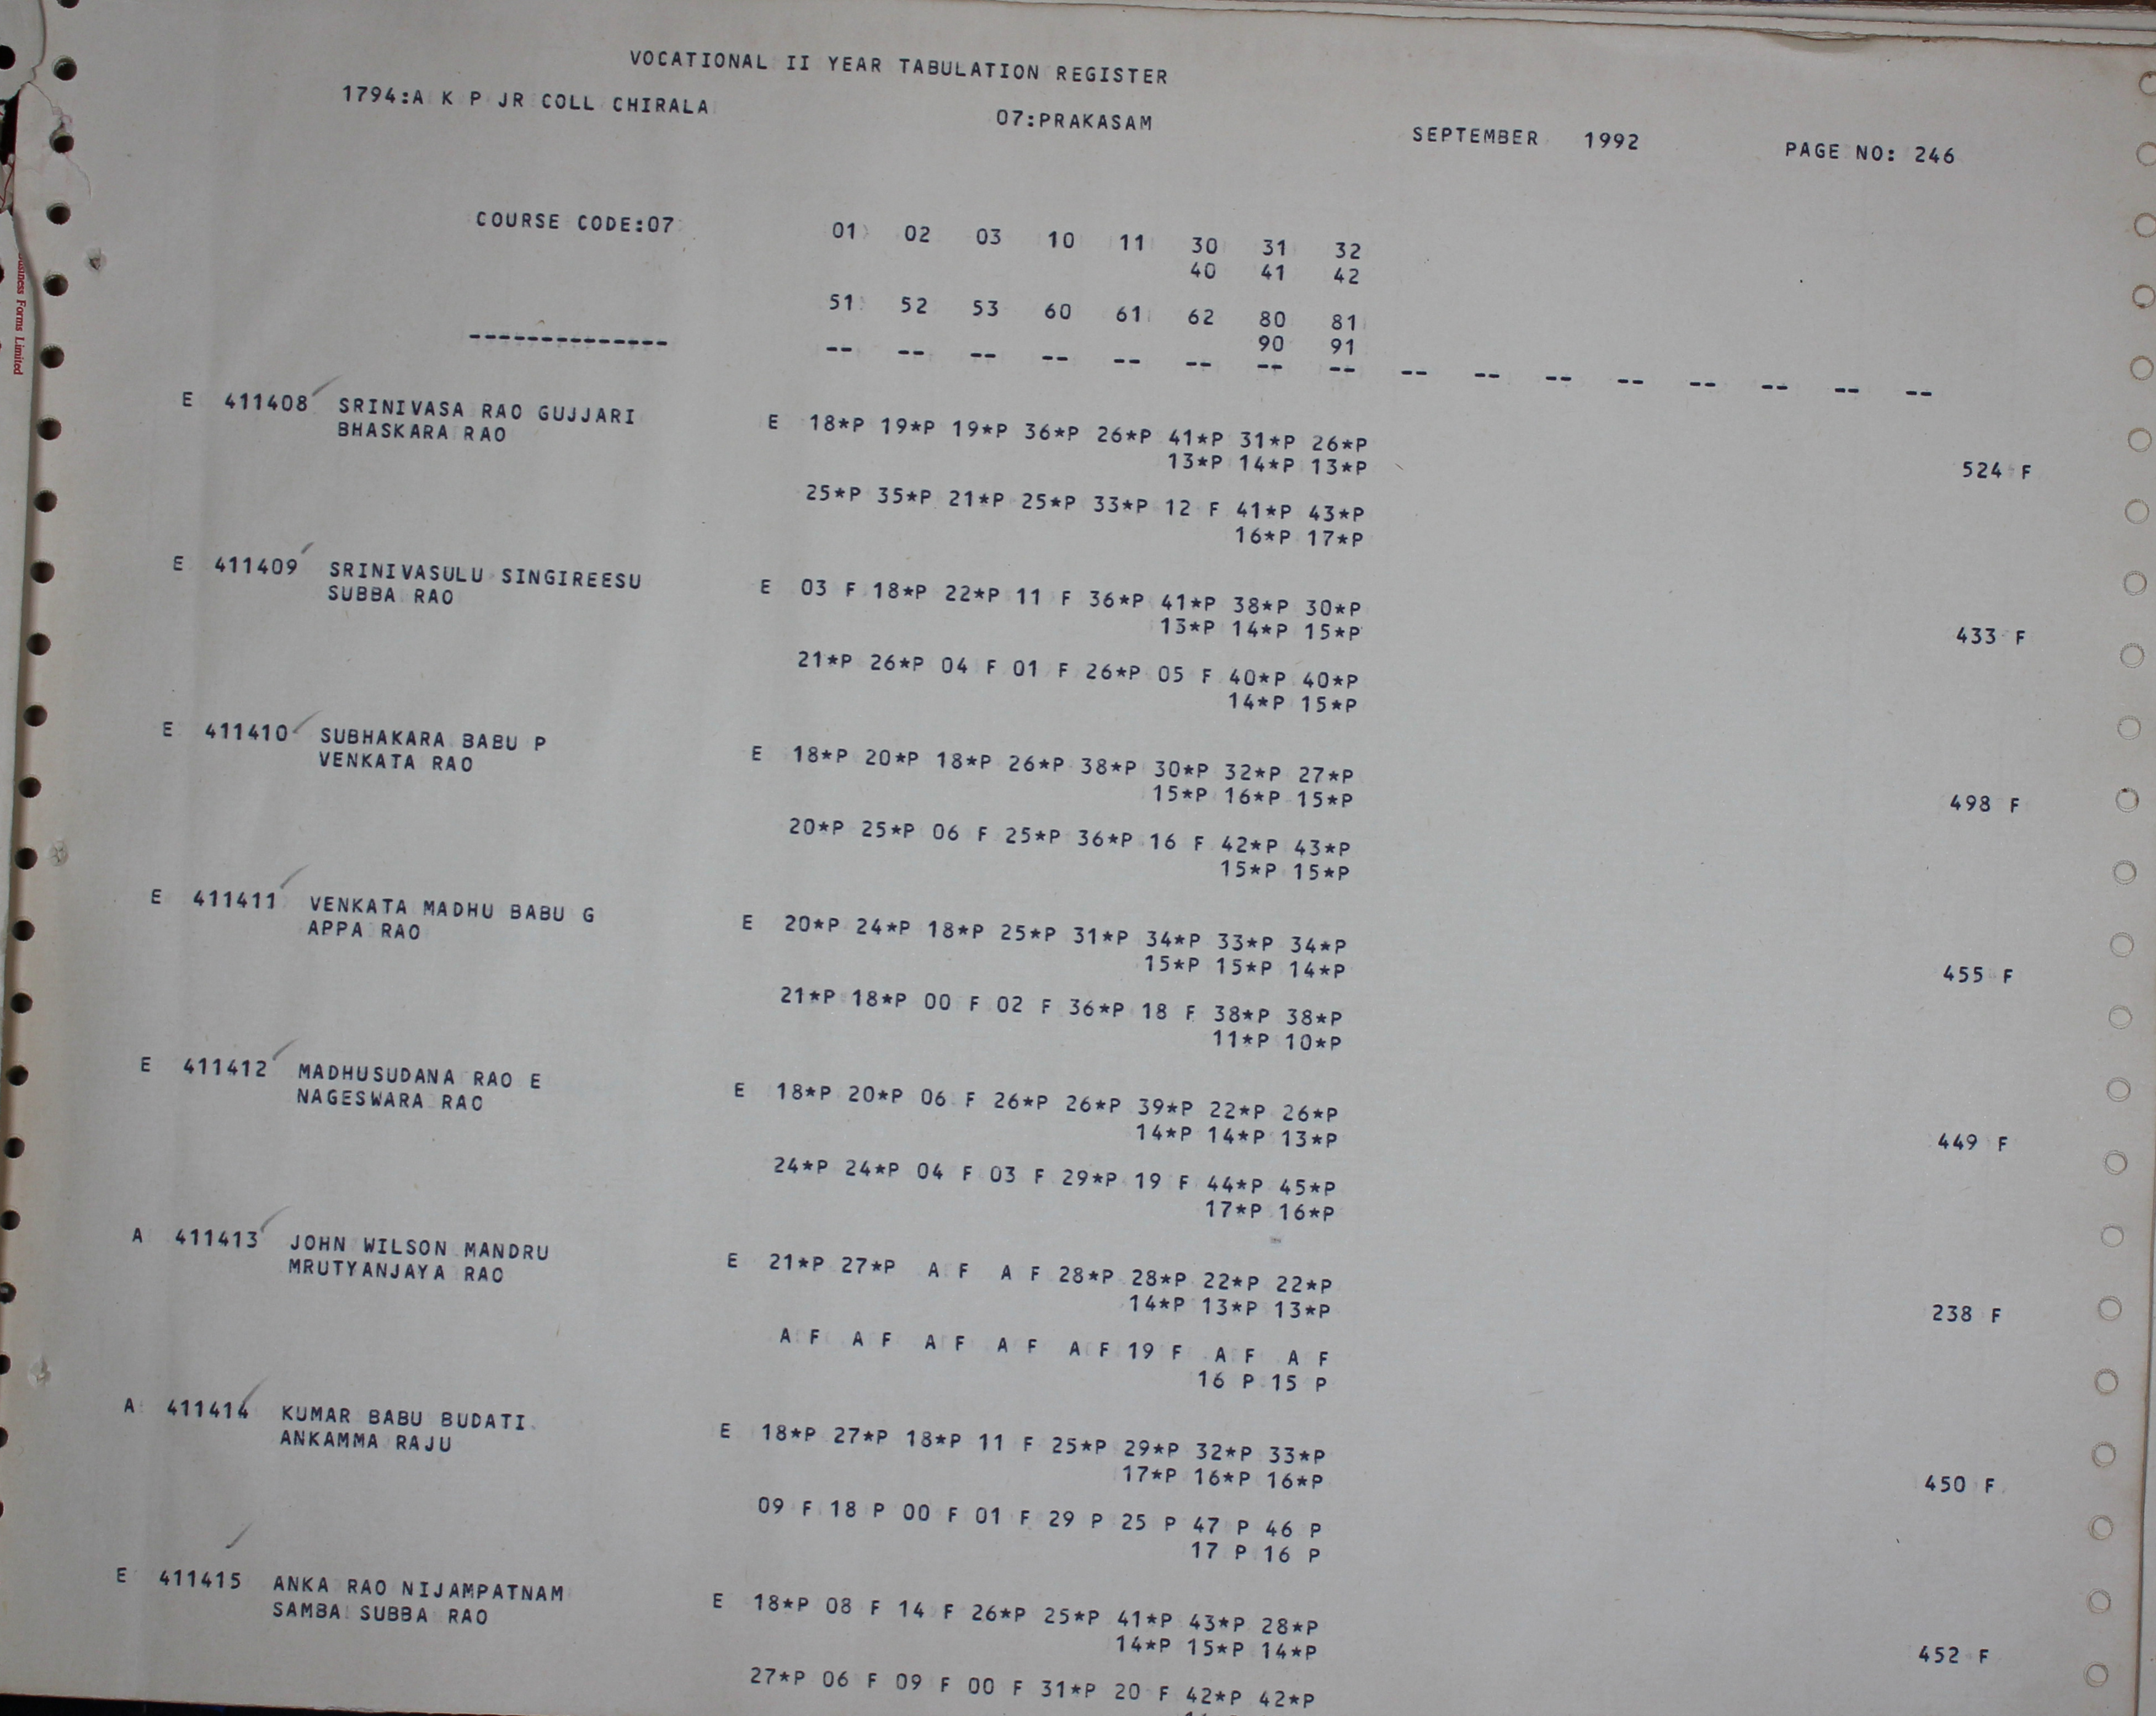 VOCATIONAL II YEAR TABULATION REGISTER
1794:A K P JR COLL CHIRALA 07:PRAKASAM SEPTEMBER 1992 PAGE NO: 246
COURSE CODE:07 01 02 03 10 11 30 31 32
40 41 42
51 52 53 60 61 62 80 81
90 91
-------------- -- -- -- -- -- -- -- -- -- -- -- -- -- -- -- --
E 411408 SRINIVASA RAO GUJJARI E 18*P 19*P 19*P 36*P 26*P 41*P 31*P 26*P
BHASKARA RAO 13*P 14*P 13*P 524 F
25*P 35*P 21*P 25*P 33*P 12 F 41*P 43*P
16*P 17*P
E 411409 SRINIVASULU SINGIREESU E 03 F 18*P 22*P 11 F 36*P 41*P 38*P 30*P
SUBBA RAO 13*P 14*P 15*P 433 F
21*P 26*P 04 F 01 F 26*P 05 F 40*P 40*P
14*P 15*P
E 411410 SUBHAKARA BABU P E 18*P 20*P 18*P 26*P 38*P 30*P 32*P 27*P
VENKATA RAO 15*P 16*P 15*P 498 F
20*P 25*P 06 F 25*P 36*P 16 F 42*P 43*P
15*P 15*P
E 411411 VENKATA MADHU BABU G E 20*P 24*P 18*P 25*P 31*P 34*P 33*P 34*P
APPA RAO 15*P 15*P 14*P 455 F
21*P 18*P 00 F 02 F 36*P 18 F 38*P 38*P
11*P 10*P
E 411412 MADHUSUDANA RAO E E 18*P 20*P 06 F 26*P 26*P 39*P 22*P 26*P
NAGESWARA RAO 14*P 14*P 13*P 449 F
24*P 24*P 04 F 03 F 29*P 19 F 44*P 45*P
17*P 16*P
A 411413 JOHN WILSON MANDRU E 21*P 27*P A F A F 28*P 28*P 22*P 22*P
MRUTYANJAYA RAO 14*P 13*P 13*P 238 F
A F A F A F A F A F 19 F A F A F
16 P 15 P
A 411414 KUMAR BABU BUDATI E 18*P 27*P 18*P 11 F 25*P 29*P 32*P 33*P
ANKAMMA RAJU 17*P 16*P 16*P 450 F
09 F 18 P 00 F 01 F 29 P 25 P 47 P 46 P
17 P 16 P
E 411415 ANKA RAO NIJAMPATNAM E 18*P 08 F 14 F 26*P 25*P 41*P 43*P 28*P
SAMBA SUBBA RAO 14*P 15*P 14*P 452 F
27*P 06 F 09 F 00 F 31*P 20 F 42*P 42*P
Forms Limited